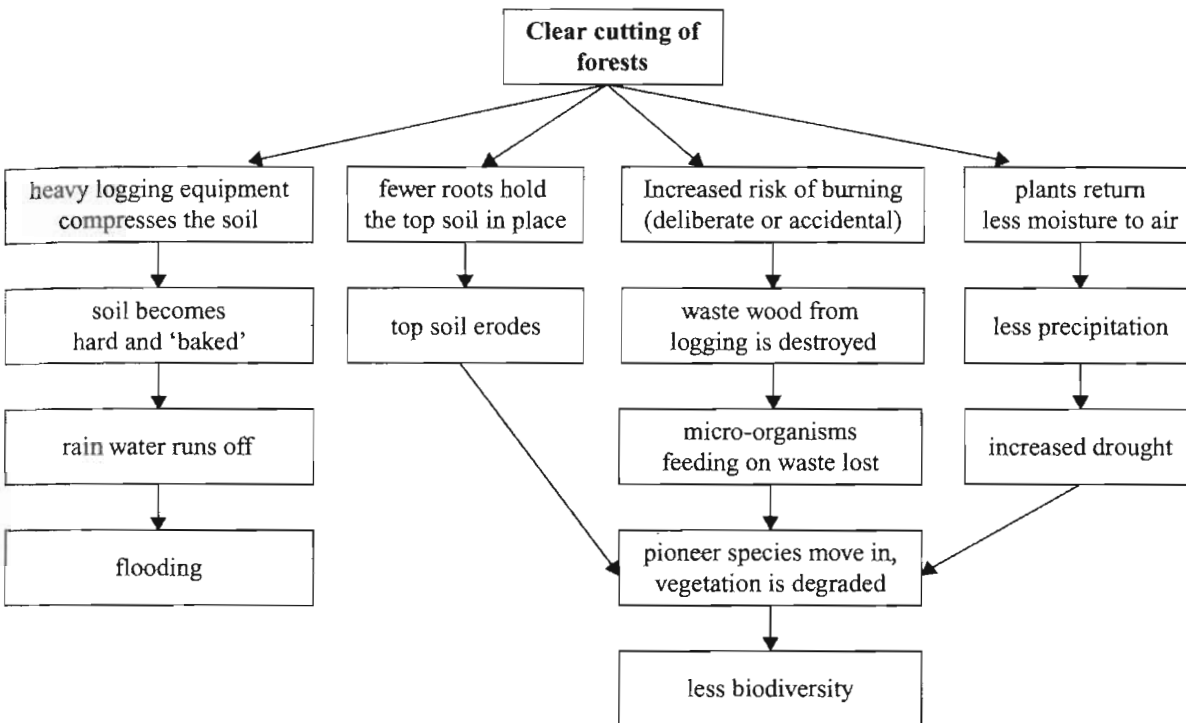 Clear cutting of
forests
heavy logging equipment
compresses the soil
fewer roots hold
the top soil in place
Increased risk of burning
(deliberate or accidental)
plants return
less moisture to air
soil becomes
hard and ‘baked’
top soil erodes
waste wood from
logging is destroyed
less precipitation
rain water runs off
micro-organisms
feeding on waste lost
increased drought
flooding
pioneer species move in,
vegetation is degraded
less biodiversity